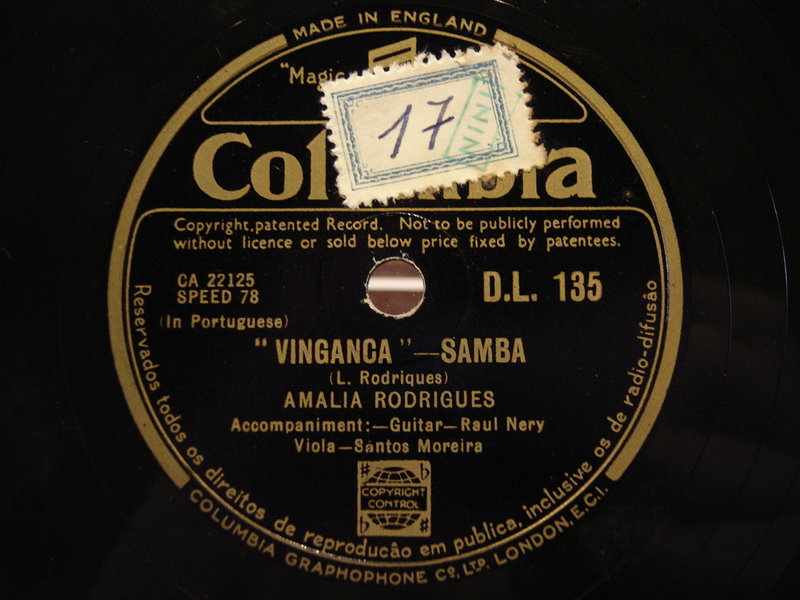 MADE IN ENGLAND
"Magic
17
NINI
Columbia
Copyright,patented Record. Not to be publicly performed
without licence or sold below price fixed by patentees.
CA 22125
SPEED 78
D.L. 135
(In Portuguese)
"VINGANCA"—SAMBA
(L. Rodriques)
AMALIA RODRIGUES
Accompaniment:—Guitar—Raul Nery
Viola—Santos Moreira
COPYRIGHT
CONTROL
Reservados todos os direitos de reproducão em publica, inclusive os de radio-difusão
COLUMBIA GRAPHOPHONE Co, LTD. LONDON, E.C.1.